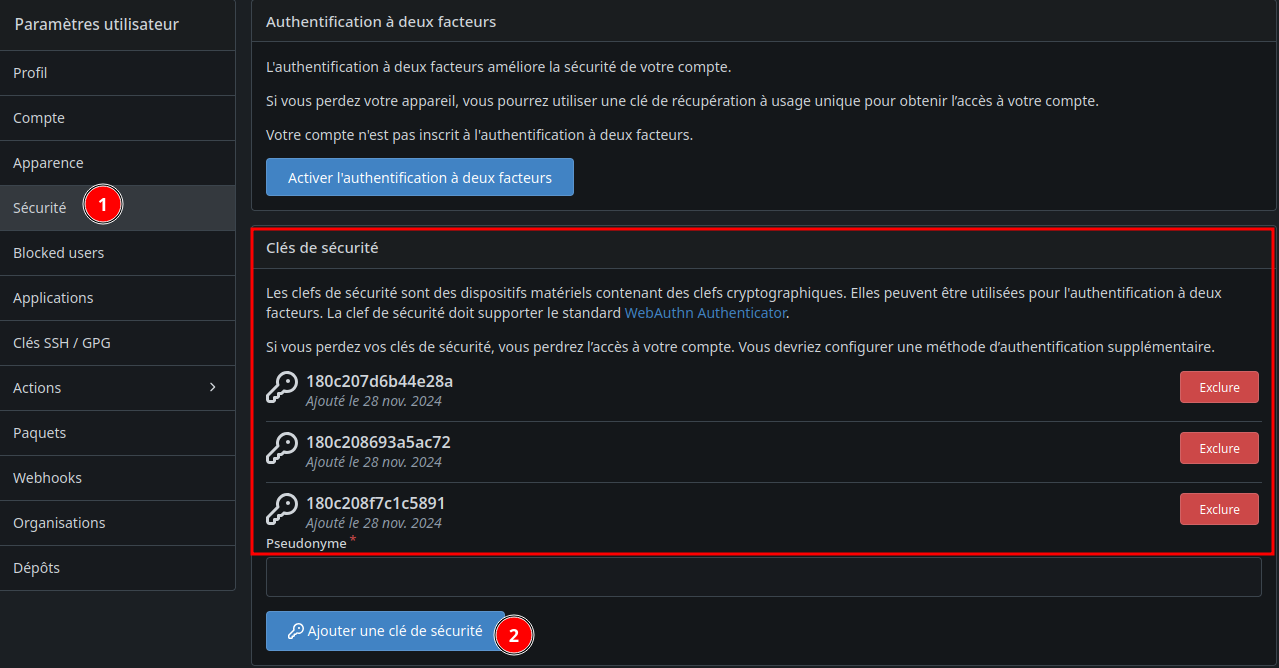 Paramètres utilisateur
Profil
Compte
Apparence
Sécurité
1
Blocked users
Applications
Clés SSH / GPG
Actions
Paquets
Webhooks
Organisations
Dépôts
Authentification à deux facteurs
L'authentification à deux facteurs améliore la sécurité de votre compte.
Si vous perdez votre appareil, vous pourrez utiliser une clé de récupération à usage unique pour obtenir l’accès à votre compte.
Votre compte n'est pas inscrit à l'authentification à deux facteurs.
Activer l'authentification à deux facteurs
Clés de sécurité
Les clefs de sécurité sont des dispositifs matériels contenant des clefs cryptographiques. Elles peuvent être utilisées pour l'authentification à deux
facteurs. La clef de sécurité doit supporter le standard WebAuthn Authenticator.
Si vous perdez vos clés de sécurité, vous perdrez l’accès à votre compte. Vous devriez configurer une méthode d’authentification supplémentaire.
180c207d6b44e28a
Ajouté le 28 nov. 2024
Exclure
180c208693a5ac72
Ajouté le 28 nov. 2024
Exclure
180c208f7c1c5891
Ajouté le 28 nov. 2024
Exclure
Pseudonyme *
Ajouter une clé de sécurité
2